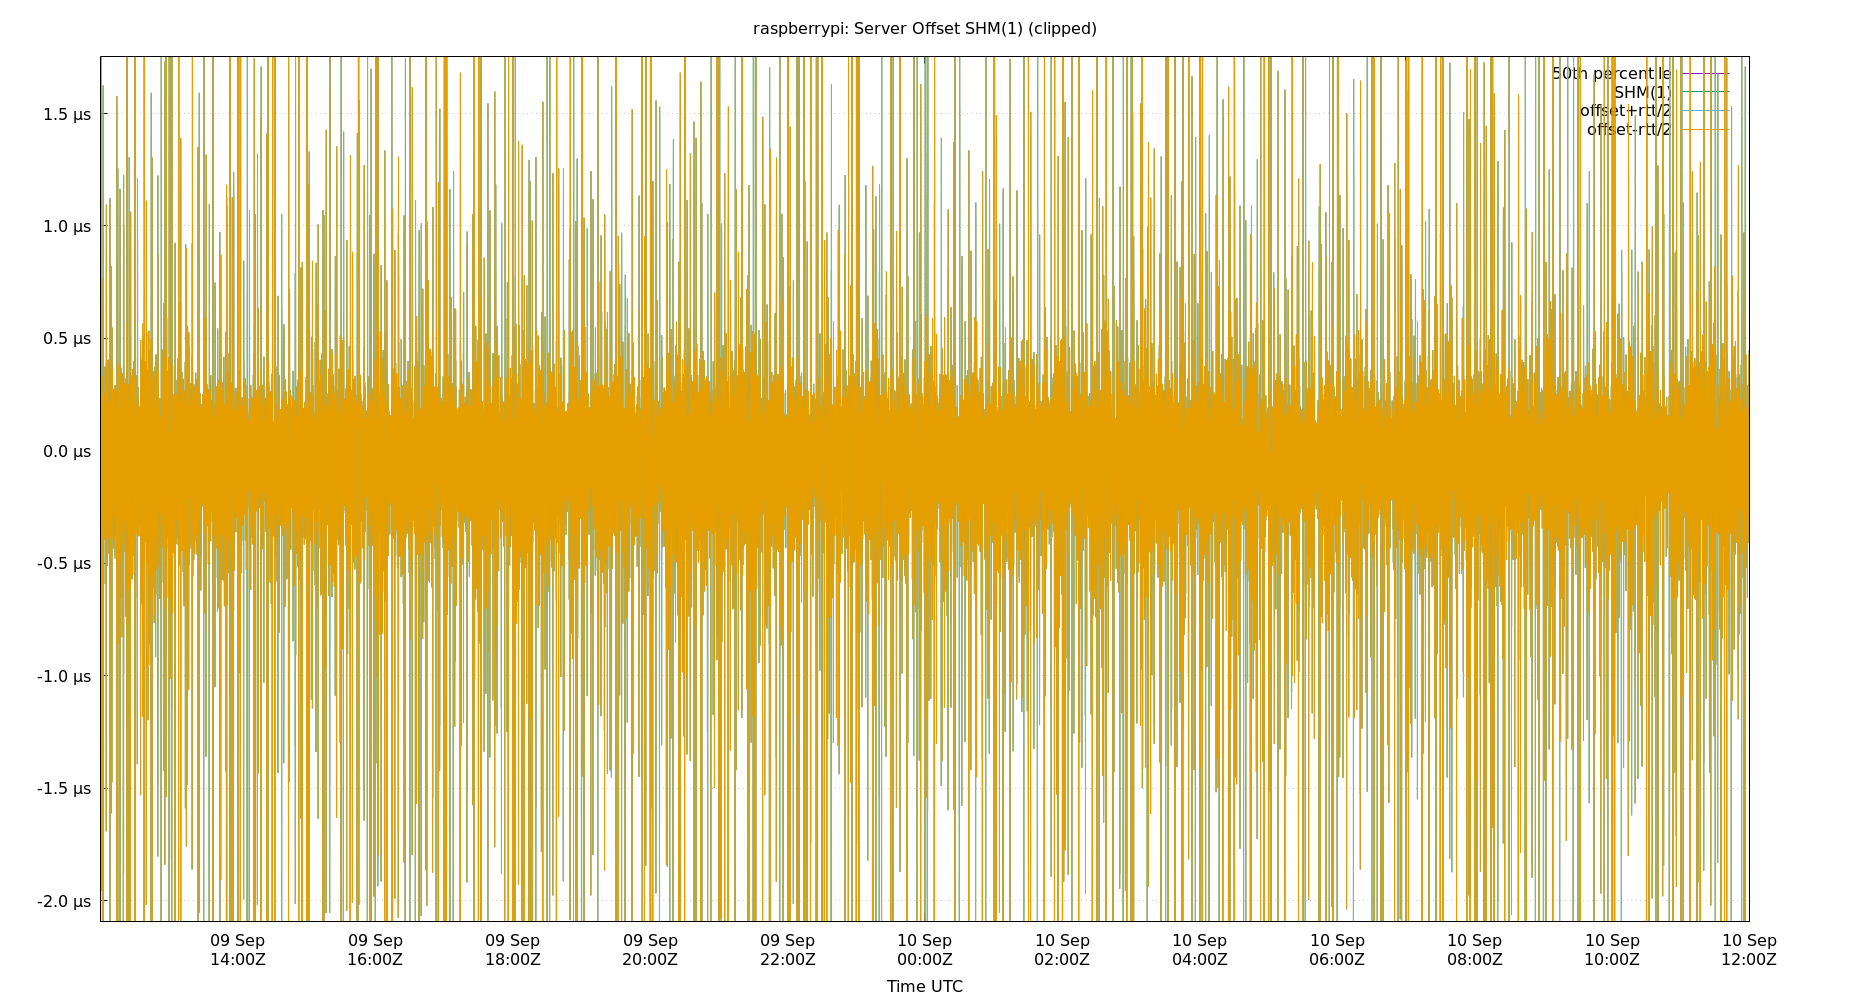 raspberrypi: Server Offset SHM(1) (clipped)
50th percentile
SHM(1)
offset+rtt/2
offset-rtt/2
1.5 µs
1.0 µs
0.5 µs
0.0 µs
-0.5 µs
-1.0 µs
-1.5 µs
-2.0 µs
09 Sep 09 Sep 09 Sep 09 Sep 09 Sep 10 Sep 10 Sep 10 Sep 10 Sep 10 Sep 10 Sep 10 Sep
14:00Z 16:00Z 18:00Z 20:00Z 22:00Z 00:00Z 02:00Z 04:00Z 06:00Z 08:00Z 10:00Z 12:00Z
Time UTC